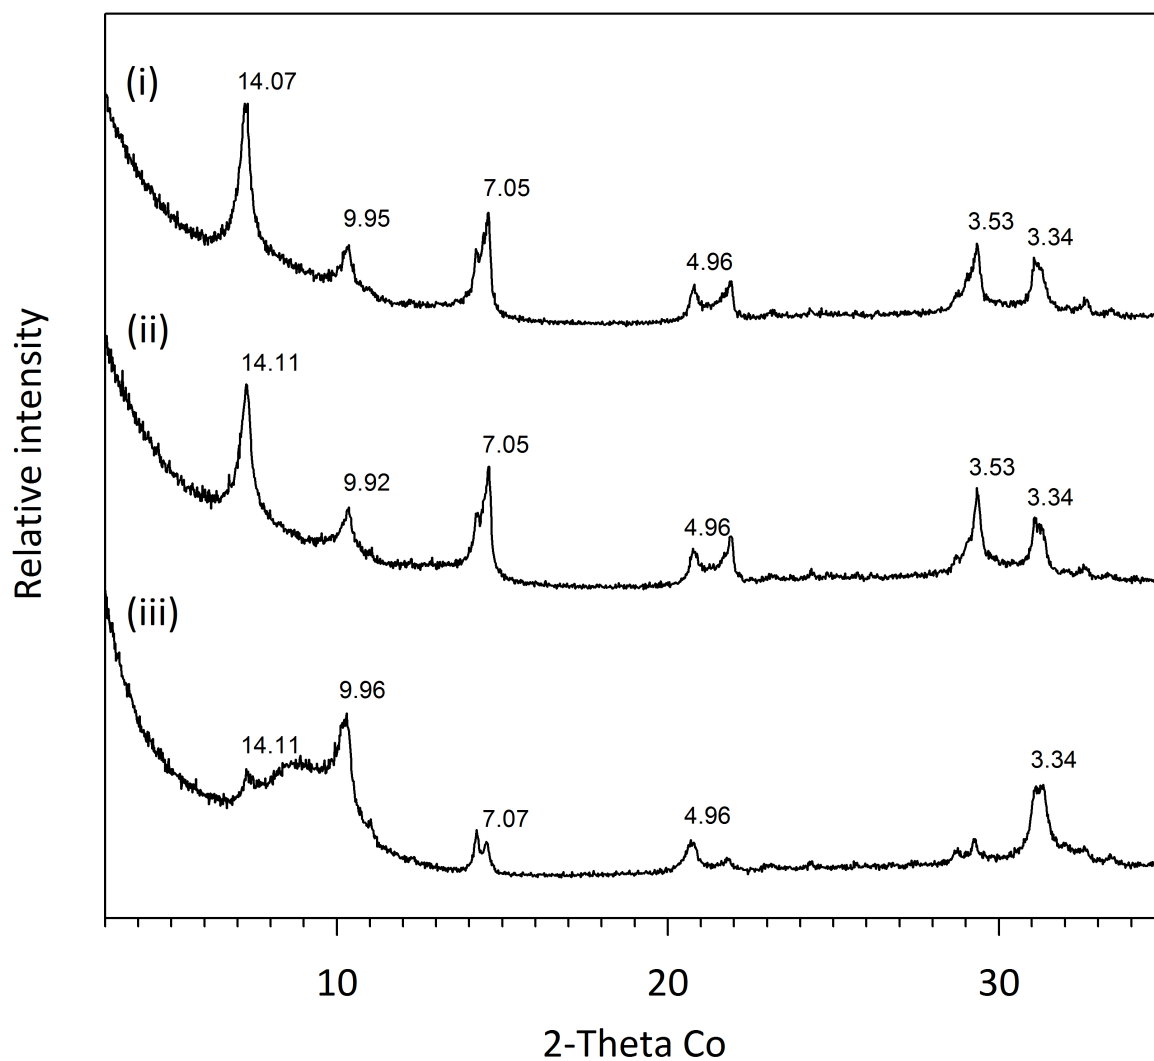 (i)
14.07
9.95
7.05
4.96
3.53
3.34
(ii)
14.11
9.92
7.05
4.96
3.53
3.34
(iii)
14.11
9.96
7.07
4.96
3.34
Relative intensity
10 20 30
2-Theta Co